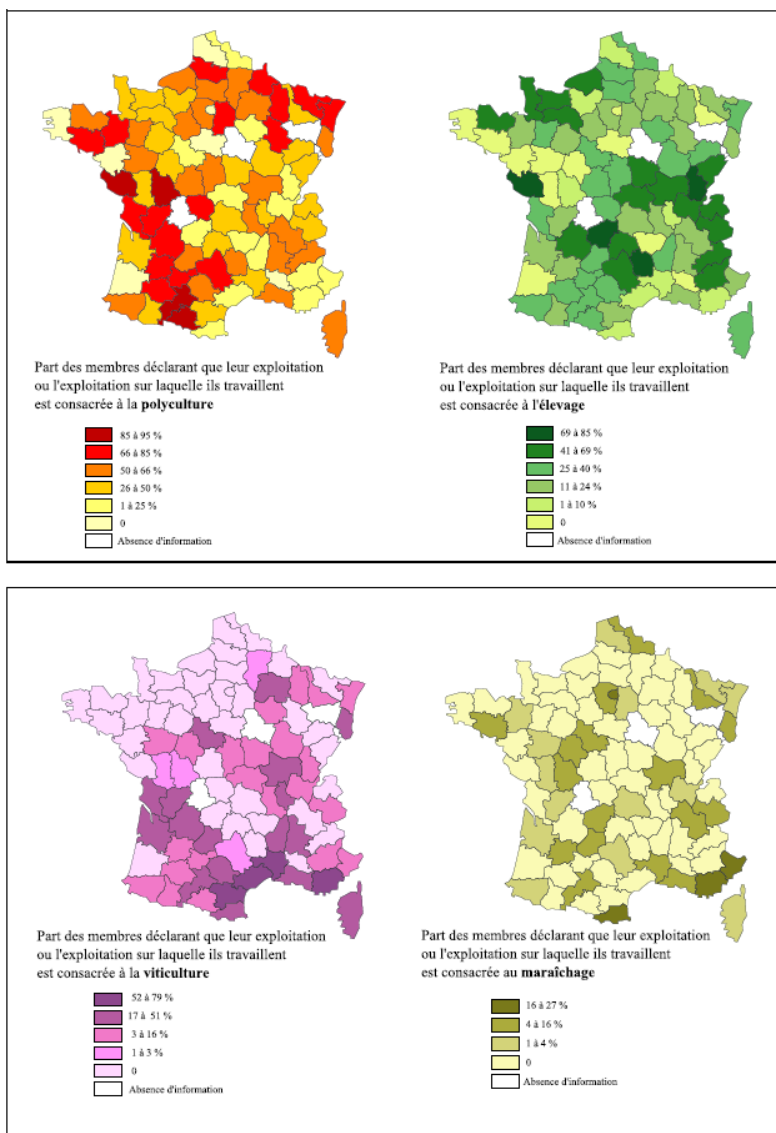 Part des membres déclarant que leur exploitation
ou l'exploitation sur laquelle ils travaillent
est consacrée à la polyculture
85 à 95 %
66 à 85 %
50 à 66 %
26 à 50 %
1 à 25 %
0
Absence d'information
Part des membres déclarant que leur exploitation
ou l'exploitation sur laquelle ils travaillent
est consacrée à l'élevage
69 à 85 %
41 à 69 %
25 à 40 %
11 à 24 %
1 à 10 %
0
Absence d'information
Part des membres déclarant que leur exploitation
ou l'exploitation sur laquelle ils travaillent
est consacrée à la viticulture
52 à 79 %
17 à 51 %
3 à 16 %
1 à 3 %
0
Absence d'information
Part des membres déclarant que leur exploitation
ou l'exploitation sur laquelle ils travaillent
est consacrée au maraîchage
16 à 27 %
4 à 16 %
1 à 4 %
0
Absence d'information